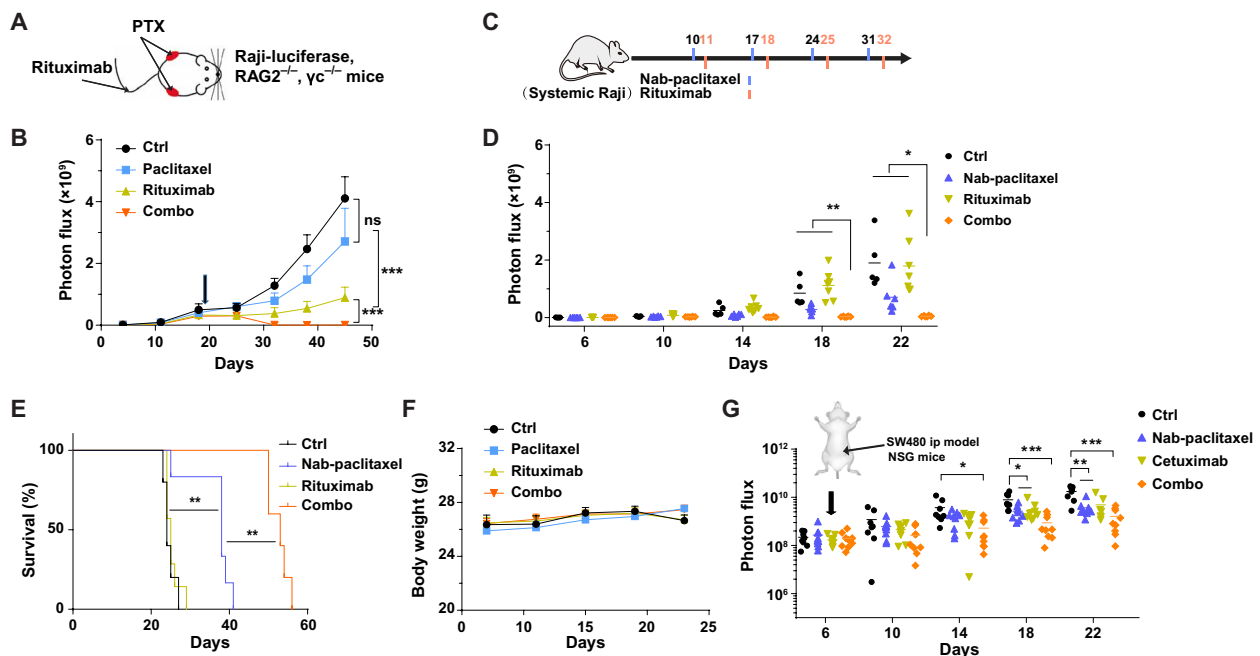 A
PTX
Rituximab
Raji-luciferase,
RAG2⁻/⁻, γc⁻/⁻ mice
C
10 11 17 18 24 25 31 32
Nab-paclitaxel
(Systemic Raji) Rituximab
B
Photon flux (×10⁹)
6
4
2
0
0 10 20 30 40 50
Days
Ctrl
Paclitaxel
Rituximab
Combo
ns
***
***
D
Photon flux (×10⁹)
6
4
2
0
6 10 14 18 22
Days
**
*
Ctrl
Nab-paclitaxel
Rituximab
Combo
E
Survival (%)
100
50
0
0 20 40 60
Days
**
**
Ctrl
Nab-paclitaxel
Rituximab
Combo
F
Body weight (g)
32
30
28
26
24
20
0 5 10 15 20 25
Days
Ctrl
Paclitaxel
Rituximab
Combo
G
SW480 ip model
NSG mice
Photon flux
10¹²
10¹⁰
10⁸
10⁶
6 10 14 18 22
Days
*
* ***
** ***
Ctrl
Nab-paclitaxel
Cetuximab
Combo